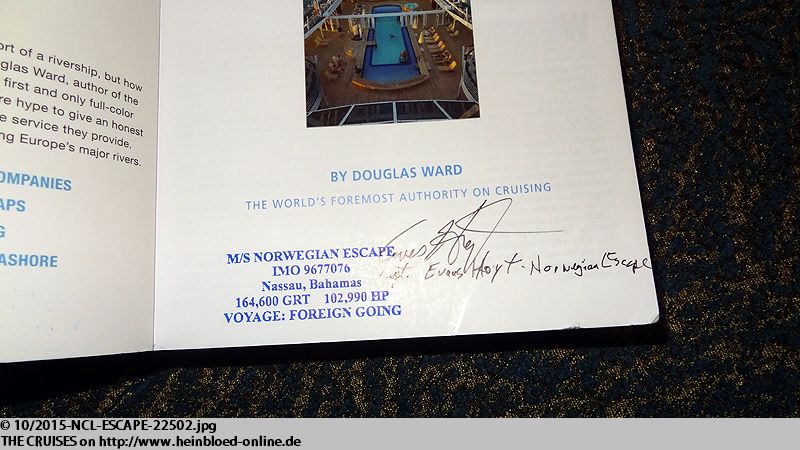 ort of a rivership, but how
glas Ward, author of the
first and only full-color
re hype to give an honest
e service they provide.
ng Europe's major rivers.
OMPANIES
APS
G
ASHORE
BY DOUGLAS WARD
THE WORLD'S FOREMOST AUTHORITY ON CRUISING
M/S NORWEGIAN ESCAPE
IMO 9677076
Nassau, Bahamas
164,600 GRT 102,990 HP
VOYAGE: FOREIGN GOING
Capt. Evans Hoyt - Norwegian Escape
© 10/2015-NCL-ESCAPE-22502.jpg
THE CRUISES on http://www.heinbloed-online.de